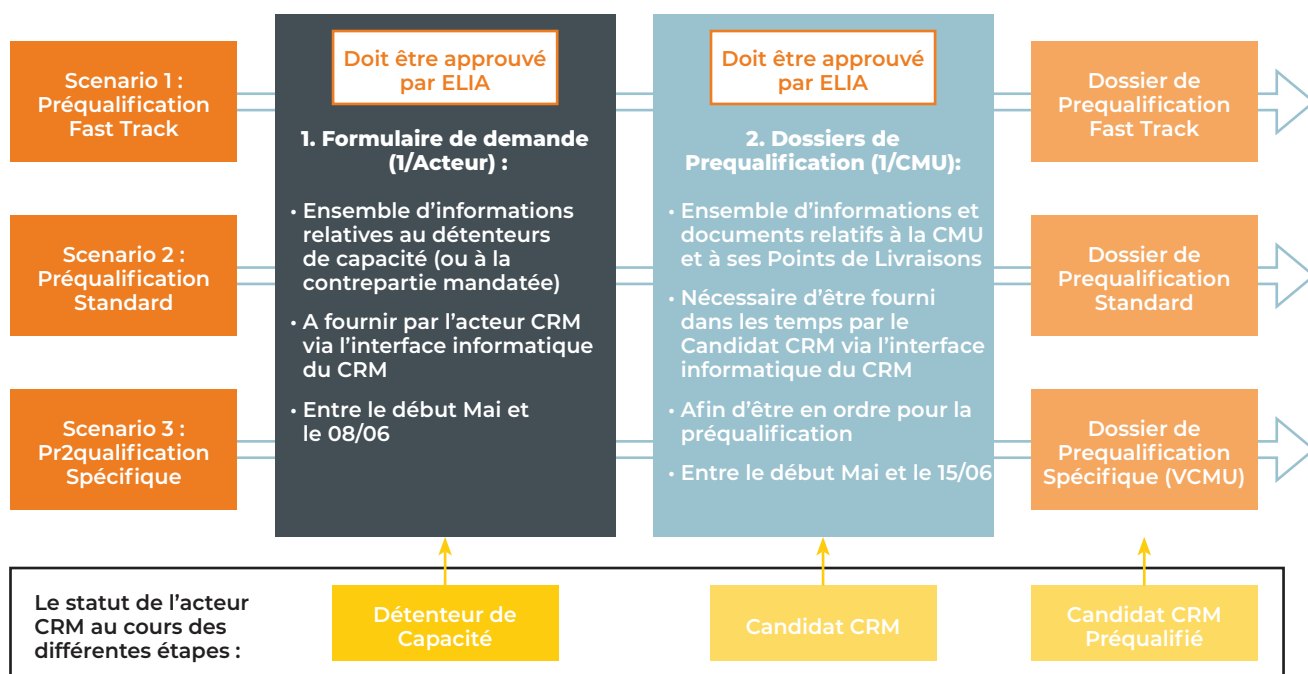 Scenario 1 :
Préqualification
Fast Track
Scenario 2 :
Préqualification
Standard
Scenario 3 :
Pr2qualification
Spécifique
Doit être approuvé
par ELIA
1. Formulaire de demande
(1/Acteur) :
• Ensemble d’informations
relatives au détenteurs
de capacité (ou à la
contrepartie mandatée)
• A fournir par l’acteur CRM
via l’interface informatique
du CRM
• Entre le début Mai et
le 08/06
Doit être approuvé
par ELIA
2. Dossiers de
Prequalification (1/CMU):
• Ensemble d’informations et
documents relatifs à la CMU
et à ses Points de Livraisons
• Nécessaire d’être fourni
dans les temps par le
Candidat CRM via l’interface
informatique du CRM
• Afin d’être en ordre pour la
préqualification
• Entre le début Mai et le 15/06
Dossier de
Prequalification
Fast Track
Dossier de
Prequalification
Standard
Dossier de
Prequalification
Spécifique (VCMU)
Le statut de l’acteur
CRM au cours des
différentes étapes :
Détenteur de
Capacité
Candidat CRM
Candidat CRM
Préqualifié